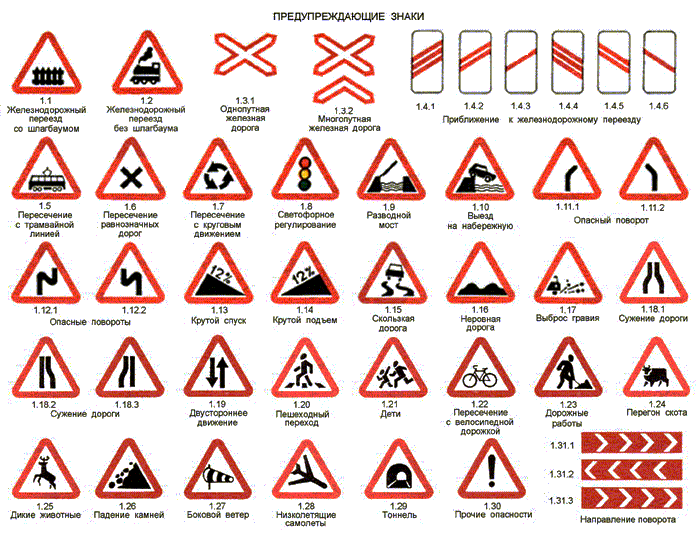 ПРЕДУПРЕЖДАЮЩИЕ ЗНАКИ
1.1
Железнодорожный
переезд
со шлагбаумом
1.2
Железнодорожный
переезд
без шлагбаума
1.3.1
Однопутная
железная
дорога
1.3.2
Многопутная
железная дорога
1.4.1
1.4.2
1.4.3
1.4.4
1.4.5
1.4.6
Приближение к железнодорожному переезду
1.5
Пересечение
с трамвайной
линией
1.6
Пересечение
равнозначных
дорог
1.7
Пересечение
с круговым
движением
1.8
Светофорное
регулирование
1.9
Разводной
мост
1.10
Выезд
на набережную
1.11.1
1.11.2
Опасный поворот
1.12.1
1.12.2
Опасные повороты
12%
1.13
Крутой спуск
12%
1.14
Крутой подъем
1.15
Скользкая
дорога
1.16
Неровная
дорога
1.17
Выброс гравия
1.18.1
Сужение дороги
1.18.2
1.18.3
Сужение дороги
1.19
Двустороннее
движение
1.20
Пешеходный
переход
1.21
Дети
1.22
Пересечение
с велосипедной
дорожкой
1.23
Дорожные
работы
1.24
Перегон скота
1.25
Дикие животные
1.26
Падение камней
1.27
Боковой ветер
1.28
Низколетящие
самолеты
1.29
Тоннель
1.30
Прочие опасности
1.31.1
1.31.2
1.31.3
Направление поворота